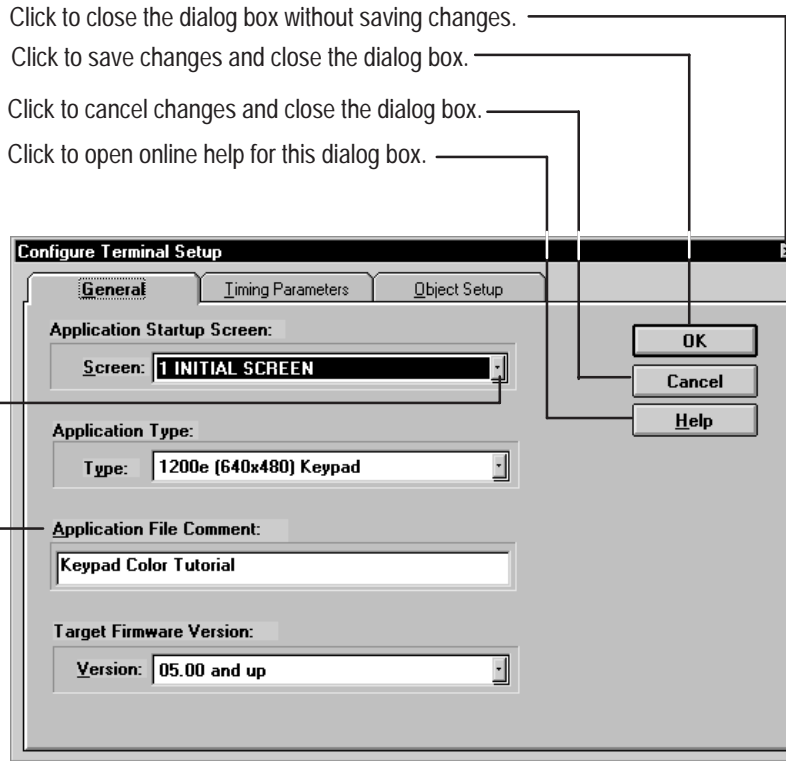 Click to close the dialog box without saving changes.
Click to save changes and close the dialog box.
Click to cancel changes and close the dialog box.
Click to open online help for this dialog box.
Configure Terminal Setup
General
Timing Parameters
Object Setup
Application Startup Screen:
Screen: 1 INITIAL SCREEN
OK
Cancel
Help
Application Type:
Type: 1200e (640x480) Keypad
Application File Comment:
Keypad Color Tutorial
Target Firmware Version:
Version: 05.00 and up